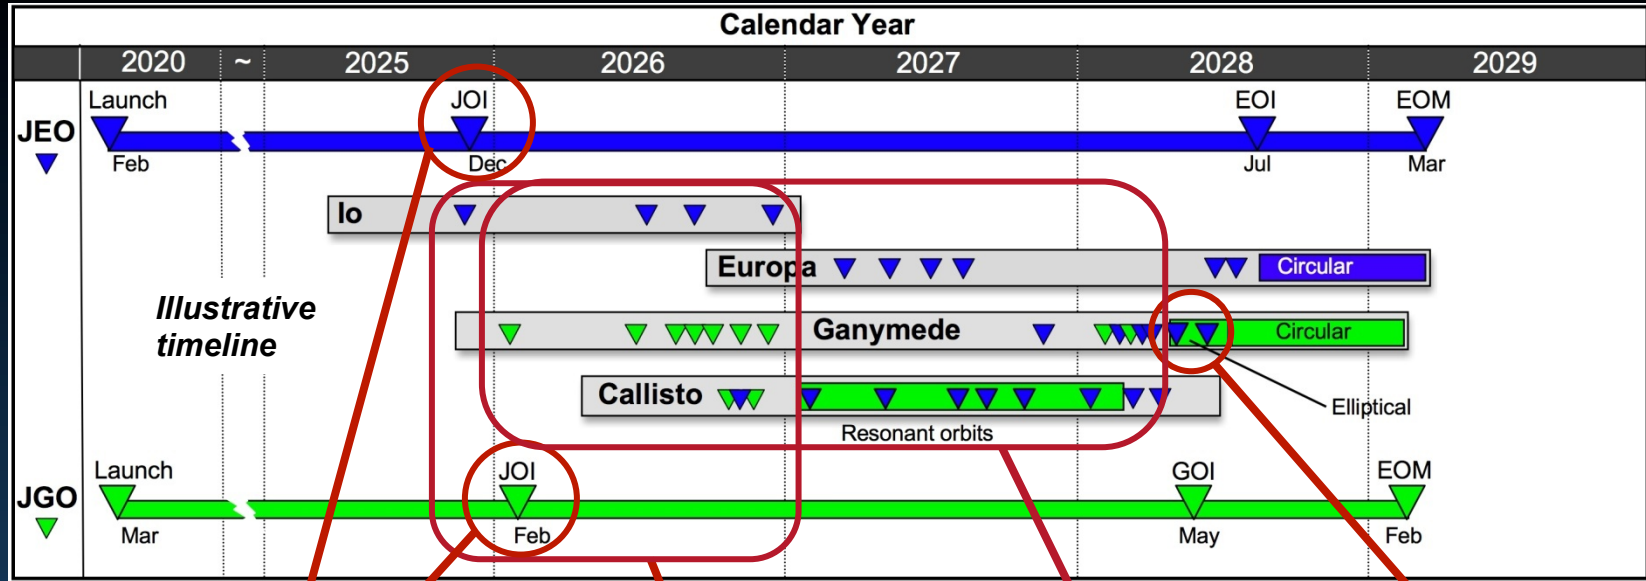 Calendar Year
2020 ~ 2025 2026 2027 2028 2029
Launch JOI EOI EOM
JEO
Feb Dec Jul Mar
Io
Europa Circular
Illustrative
timeline
Ganymede Circular
Callisto
Elliptical
Resonant orbits
Launch JOI GOI EOM
JGO
Mar Feb May Feb